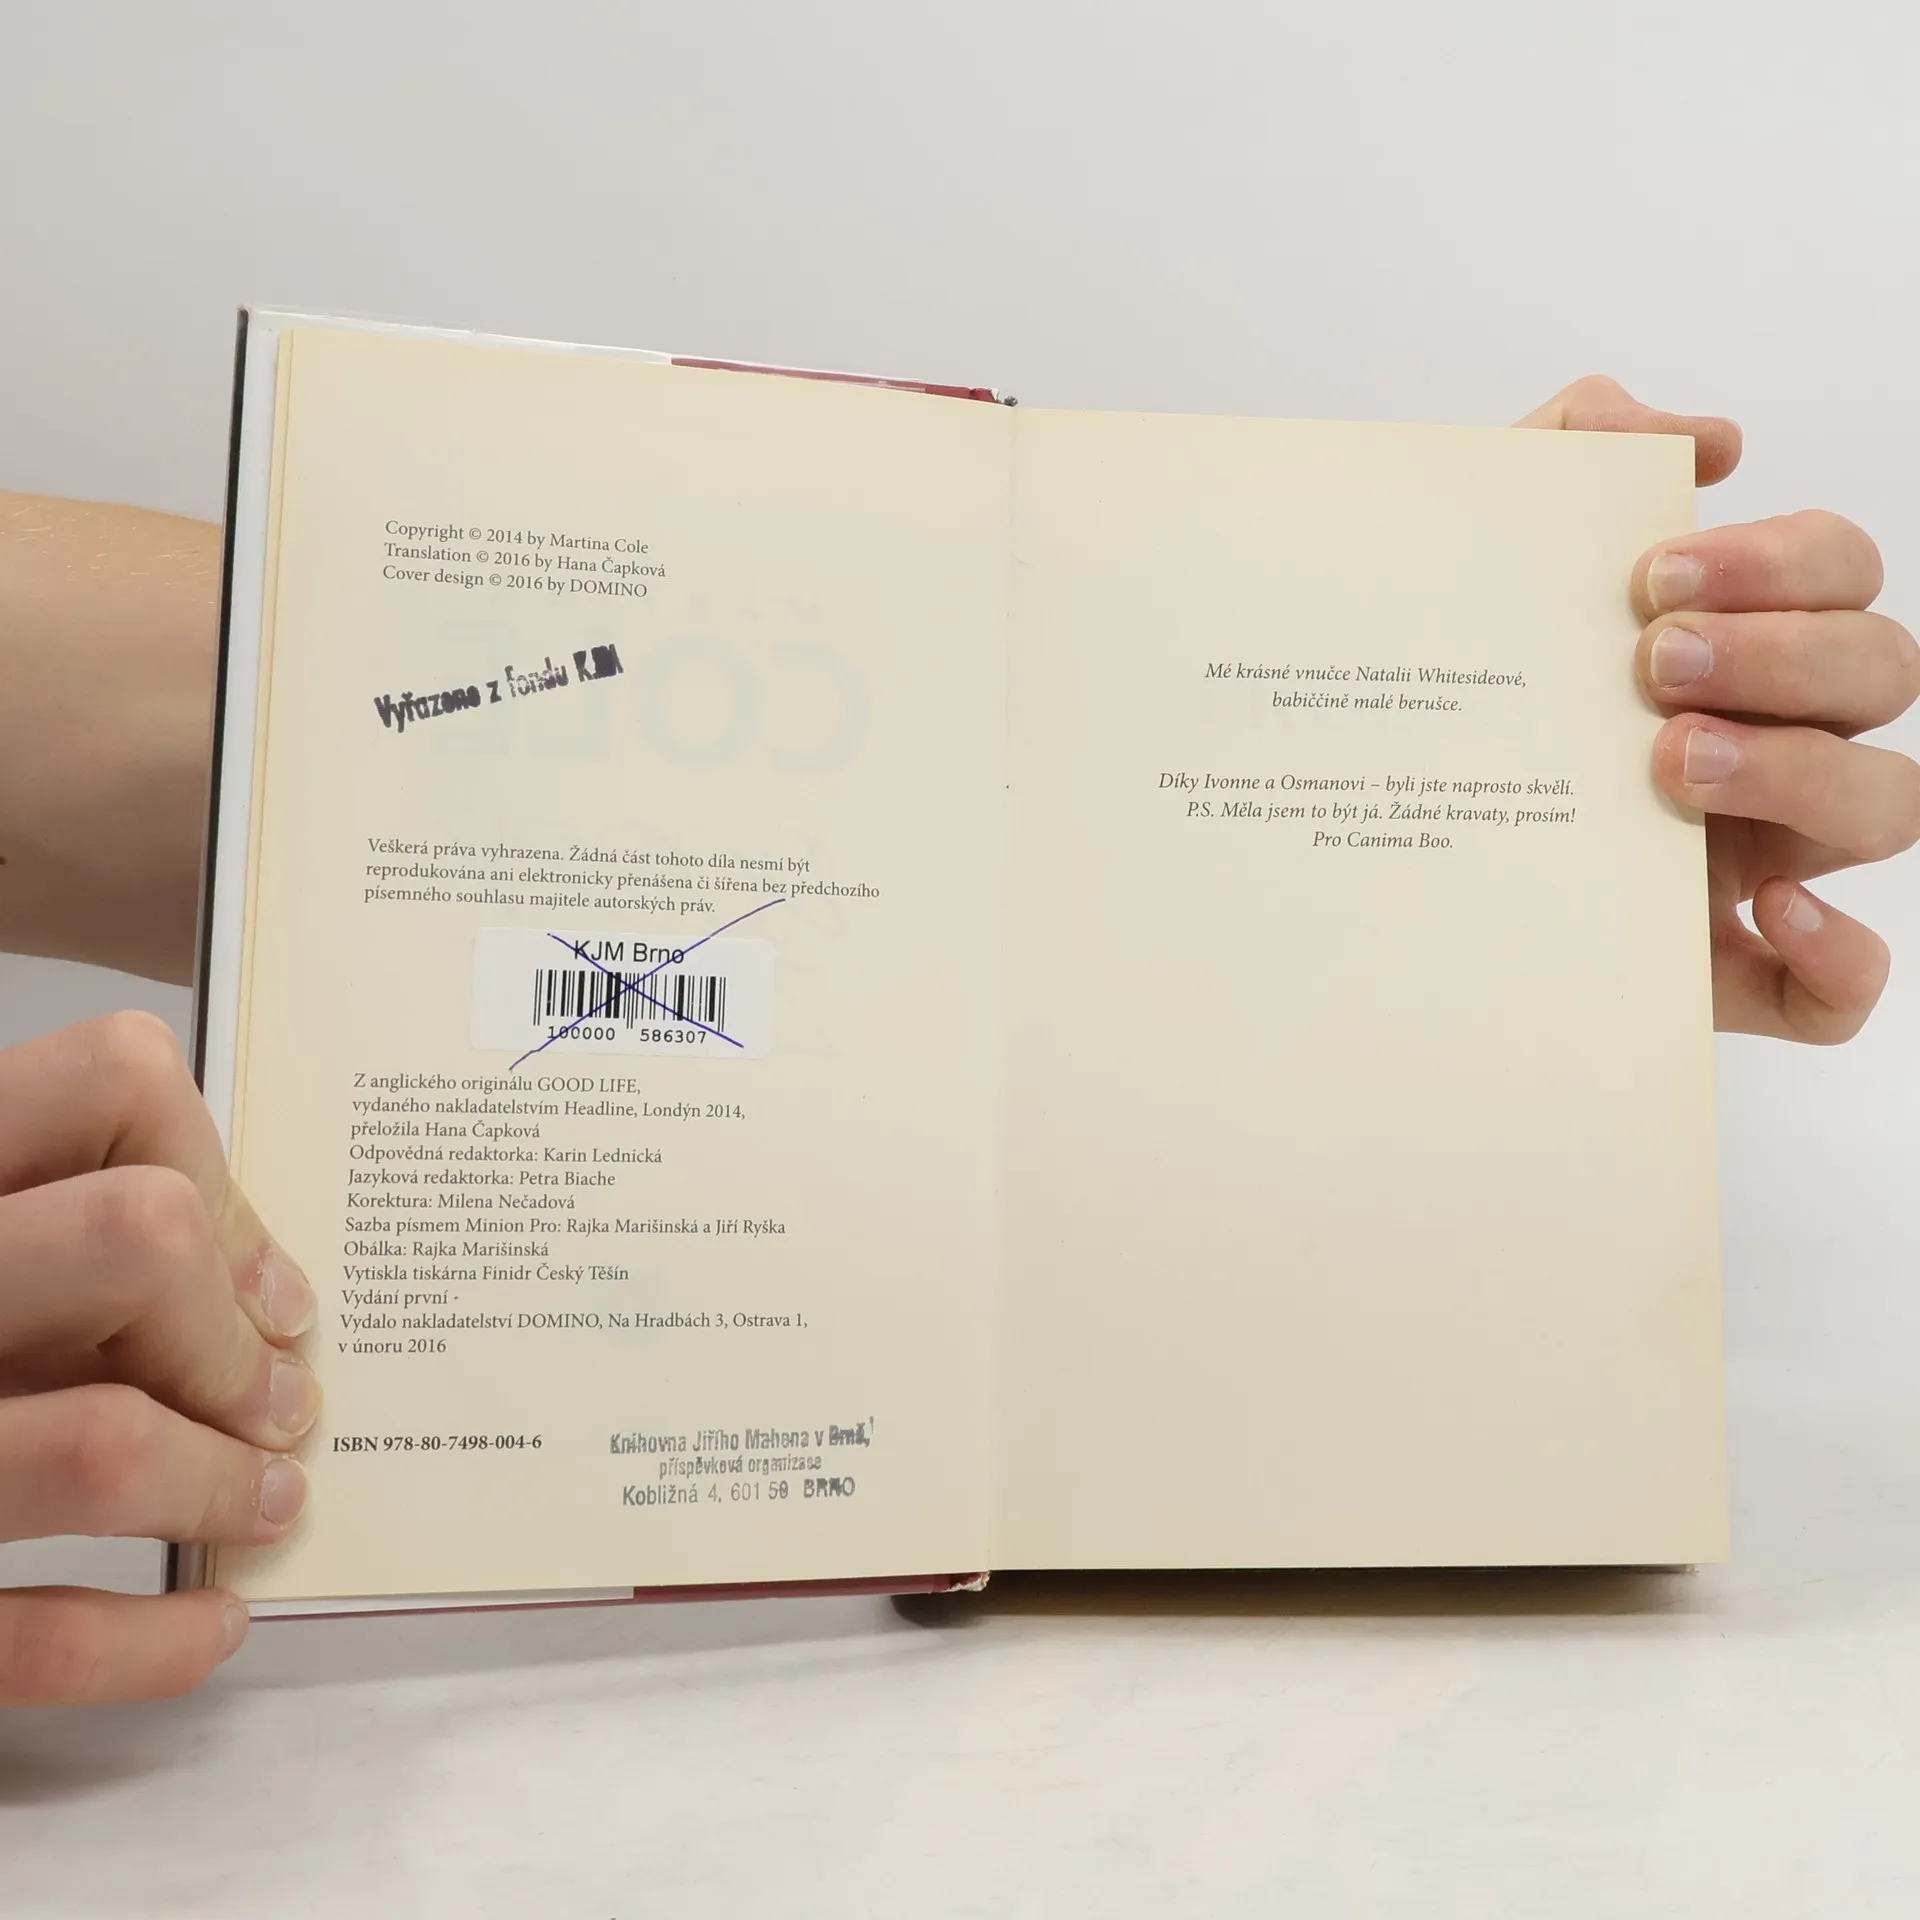 Copyright © 2014 by Martina Cole
Translation © 2016 by Hana Čapková
Cover design © 2016 by DOMINO
Vyřazeno z fondu KJM
Veškerá práva vyhrazena. Žádná část tohoto díla nesmí být
reprodukována ani elektronicky přenášena či šířena bez předchozího
písemného souhlasu majitele autorských práv.
KJM Brno
100000 586307
Z anglického originálu GOOD LIFE,
vydaného nakladatelstvím Headline, Londýn 2014,
přeložila Hana Čapková
Odpovědná redaktorka: Karin Lednická
Jazyková redaktorka: Petra Biache
Korektura: Milena Nečadová
Sazba písmem Minion Pro: Rajka Marišinská a Jiří Ryška
Obálka: Rajka Marišinská
Vytiskla tiskárna Finidr Český Těšín
Vydání první
Vydalo nakladatelství DOMINO, Na Hradbách 3, Ostrava 1,
v únoru 2016
ISBN 978-80-7498-004-6
Knihovna Jiřího Mahena v Brně,
příspěvková organizace
Kobližná 4, 601 50 BRNO
Mé krásné vnučce Natalii Whitesideové,
babiččině malé berušce.
Díky Ivonne a Osmanovi – byli jste naprosto skvělí.
P.S. Měla jsem to být já. Žádné kravaty, prosím!
Pro Canima Boo.